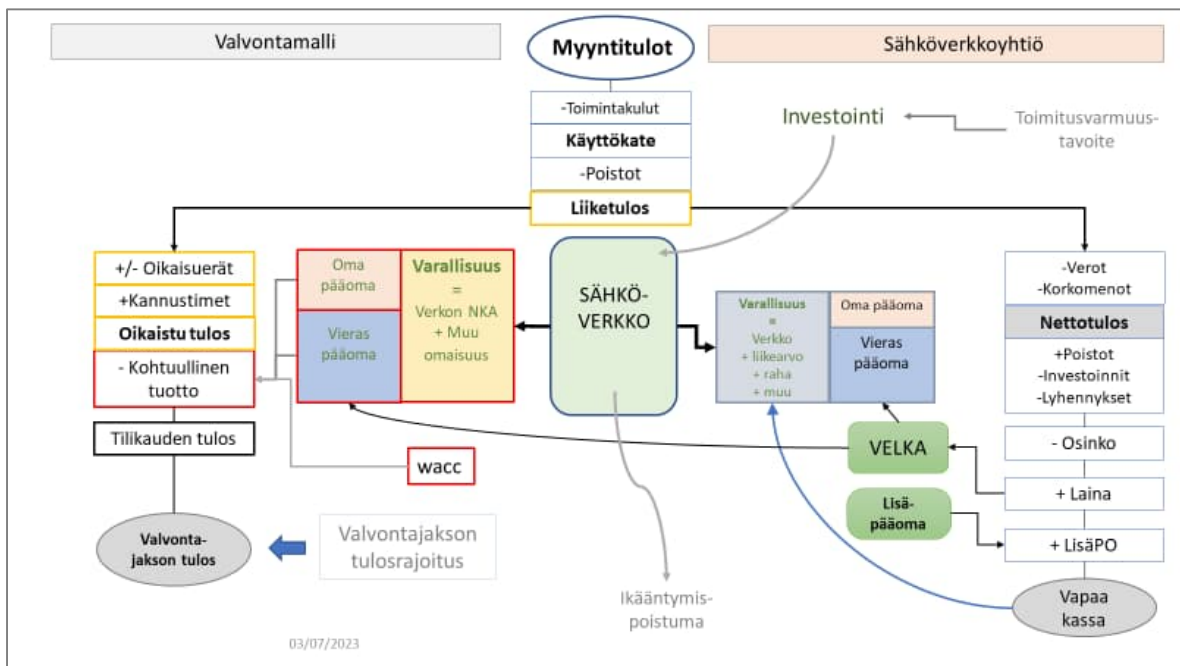 Valvontamalli
Myyntitulot
Sähköverkkoyhtiö
-Toimintakulut
Käyttökate
-Poistot
Liiketulos
Investointi
Toimitusvarmuus-
tavoite
+/- Oikaisuerät
+Kannustimet
Oikaistu tulos
- Kohtuullinen
tuotto
Tilikauden tulos
Valvonta-
jakson tulos
Oma
pääoma
Vieras
pääoma
Varallisuus
=
Verkon NKA
+ Muu
omaisuus
wacc
Valvontajakson
tulosrajoitus
SÄHKÖ-
VERKKO
Ikääntymis-
poistuma
Varallisuus
=
Verkko
+ liikearvo
+ raha
+ muu
Oma pääoma
Vieras
pääoma
VELKA
Lisä-
pääoma
-Verot
-Korkomenot
Nettotulos
+Poistot
-Investoinnit
-Lyhennykset
- Osinko
+ Laina
+ LisäPO
Vapaa
kassa
03/07/2023